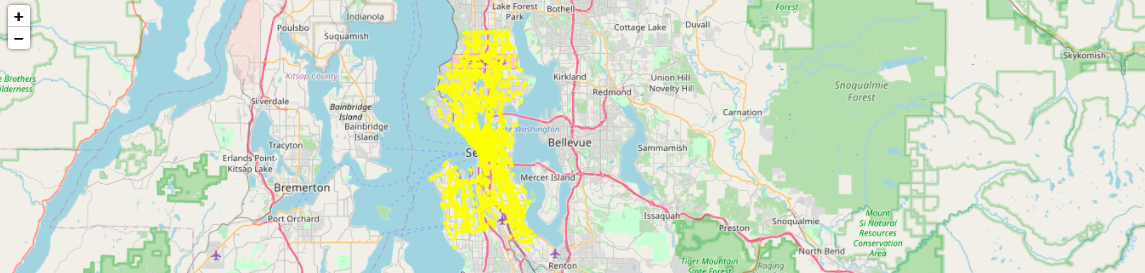 +
−
Poulsbo
Indianola
Suquamish
Lake Forest
Park
Bothell
Cottage Lake
Duvall
Forest
Skykomish
Brothers
Wilderness
Kitsap County
Silverdale
Bainbridge
Island
Bainbridge
Island
Tracyton
Erlands Point-
Kitsap Lake
Bremerton
Port Orchard
Kirkland
Union Hill-
Novelty Hill
Redmond
Carnation
Snoqualmie
Forest
Washington
Se
Bellevue
Sammamish
Mercer Island
Issaquah
Preston
Snoqualmie
North Bend
Mount
Si Natural
Resources
Conservation
Area
Renton
Tiger Mountain
State Forest
Raging